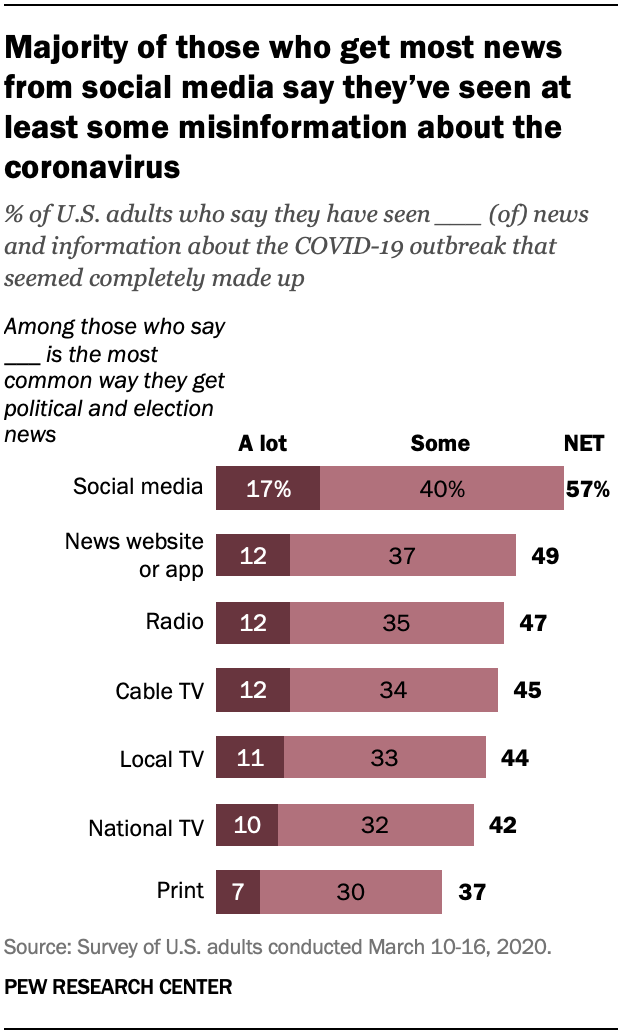 Majority of those who get most news
from social media say they’ve seen at
least some misinformation about the
coronavirus
% of U.S. adults who say they have seen ___ (of) news
and information about the COVID-19 outbreak that
seemed completely made up
Among those who say
___ is the most
common way they get
political and election
news
A lot Some NET
Social media 17% 40% 57%
News website
or app 12 37 49
Radio 12 35 47
Cable TV 12 34 45
Local TV 11 33 44
National TV 10 32 42
Print 7 30 37
Source: Survey of U.S. adults conducted March 10-16, 2020.
PEW RESEARCH CENTER